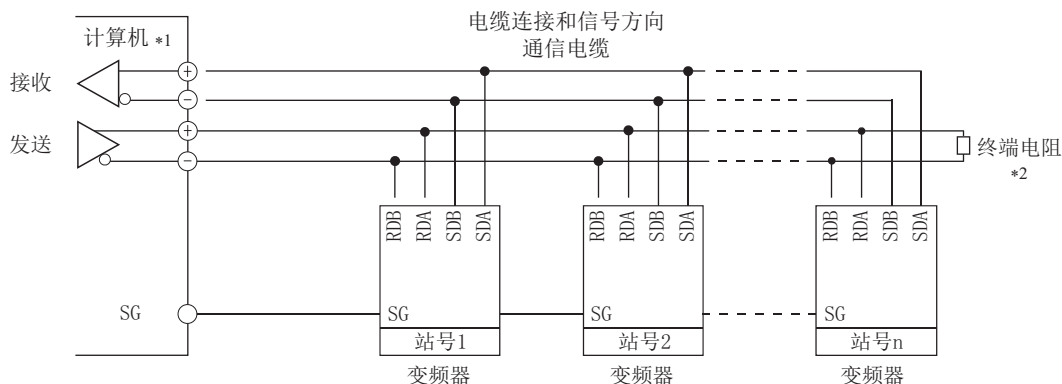 电缆连接和信号方向
通信电缆
计算机 *1
接收
+
−
发送
+
−
终端电阻
*2
RDB RDA SDB SDA
RDB RDA SDB SDA
RDB RDA SDB SDA
SG
SG
SG
SG
站号1
站号2
站号n
变频器
变频器
变频器